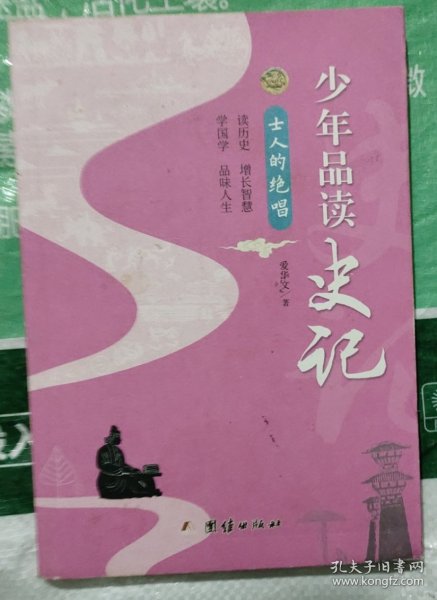 少年品读
史记
士人的绝唱
读历史 增长智慧
学国学 品味人生
爱华文 著
团结出版社
孔夫子旧书网
www.kongfz.com